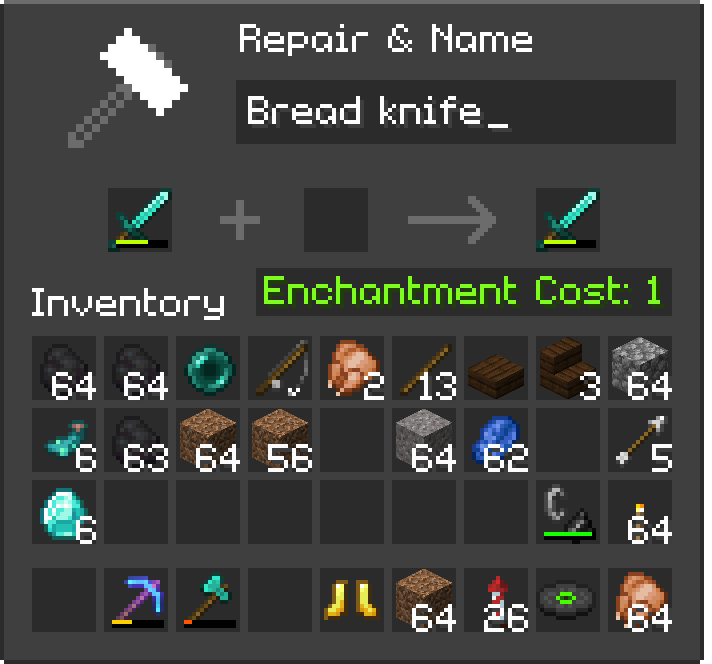 Repair & Name
Bread knife_
Enchantment Cost: 1
Inventory
64 64 2 13 3 64
6 63 64 56 64 62 5
6 64
64 26 64